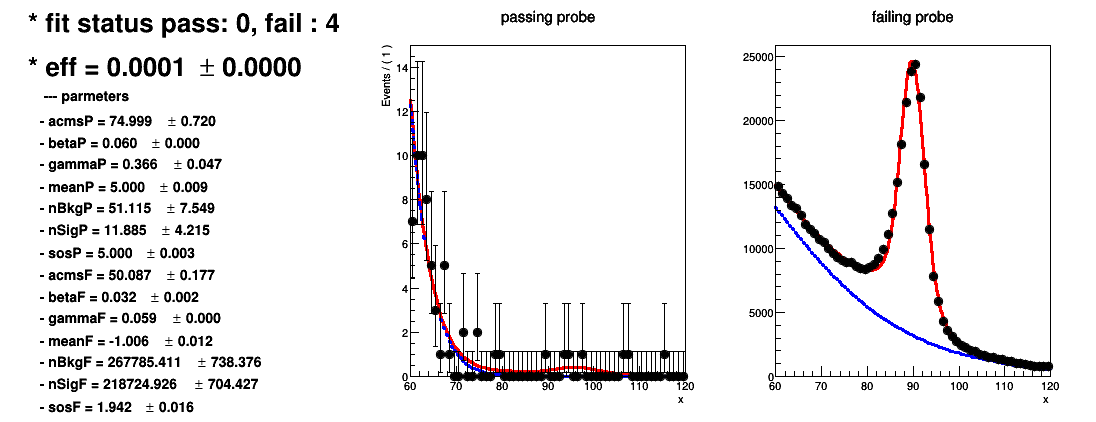 * fit status pass: 0, fail : 4
* eff = 0.0001 ± 0.0000
--- parmeters
- acmsP = 74.999 ± 0.720
- betaP = 0.060 ± 0.000
- gammaP = 0.366 ± 0.047
- meanP = 5.000 ± 0.009
- nBkgP = 51.115 ± 7.549
- nSigP = 11.885 ± 4.215
- sosP = 5.000 ± 0.003
- acmsF = 50.087 ± 0.177
- betaF = 0.032 ± 0.002
- gammaF = 0.059 ± 0.000
- meanF = -1.006 ± 0.012
- nBkgF = 267785.411 ± 738.376
- nSigF = 218724.926 ± 704.427
- sosF = 1.942 ± 0.016
passing probe
Events / ( 1 )
14
12
10
8
6
4
2
0
60 70 80 90 100 110 120
x
failing probe
25000
20000
15000
10000
5000
0
60 70 80 90 100 110 120
x